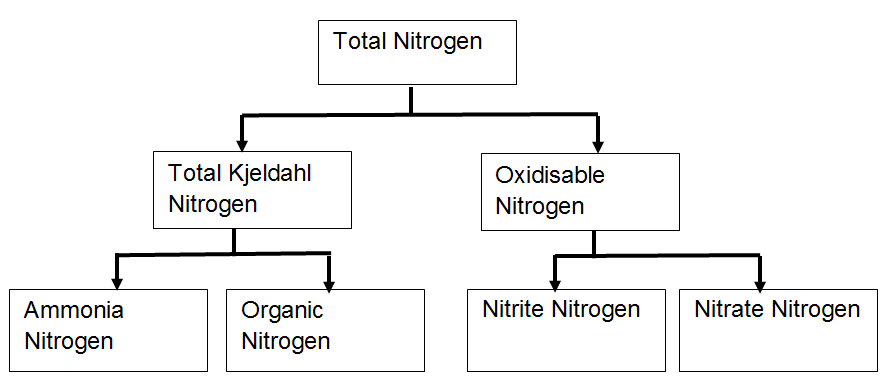 Total Nitrogen
Total Kjeldahl
Nitrogen
Oxidisable
Nitrogen
Ammonia
Nitrogen
Organic
Nitrogen
Nitrite Nitrogen
Nitrate Nitrogen